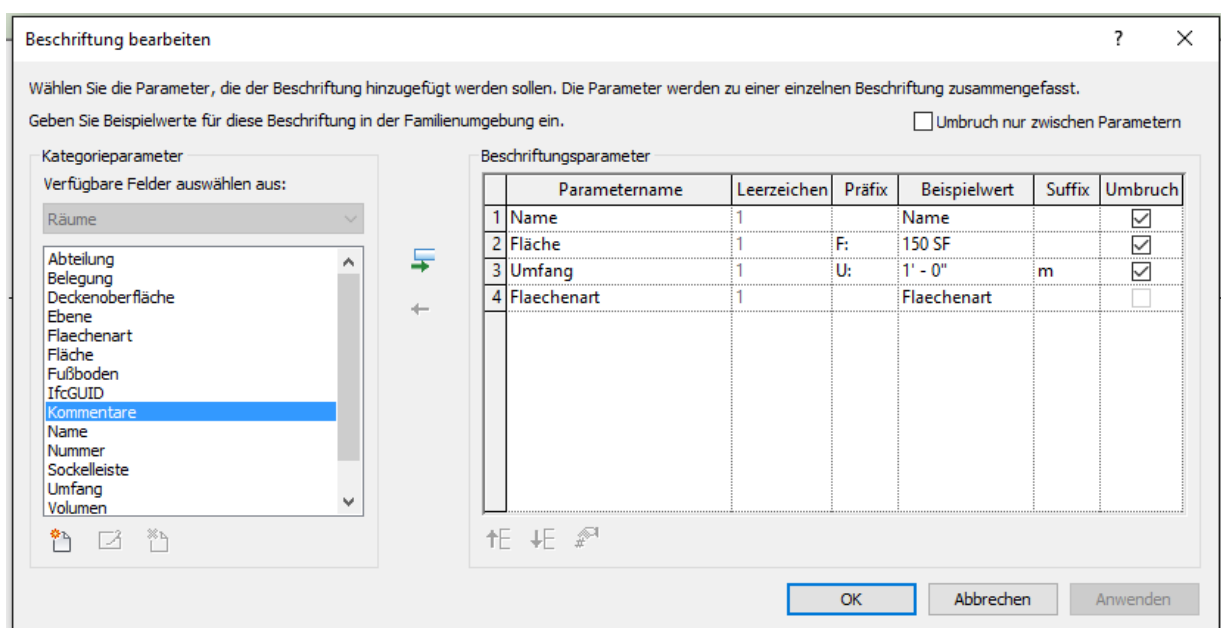 Beschriftung bearbeiten
?
Wählen Sie die Parameter, die der Beschriftung hinzugefügt werden sollen. Die Parameter werden zu einer einzelnen Beschriftung zusammengefasst.
Geben Sie Beispielwerte für diese Beschriftung in der Familienumgebung ein.
Umbruch nur zwischen Parametern
Kategorieparameter
Verfügbare Felder auswählen aus:
Räume
Abteilung
Belegung
Deckenoberfläche
Ebene
Flaechenart
Fläche
Fußboden
IfcGUID
Kommentare
Name
Nummer
Sockelleiste
Umfang
Volumen
Beschriftungsparameter
Parametername Leerzeichen Präfix Beispielwert Suffix Umbruch
1 Name 1 Name
2 Fläche 1 F: 150 SF
3 Umfang 1 U: 1' - 0" m
4 Flaechenart 1 Flaechenart
OK Abbrechen Anwenden